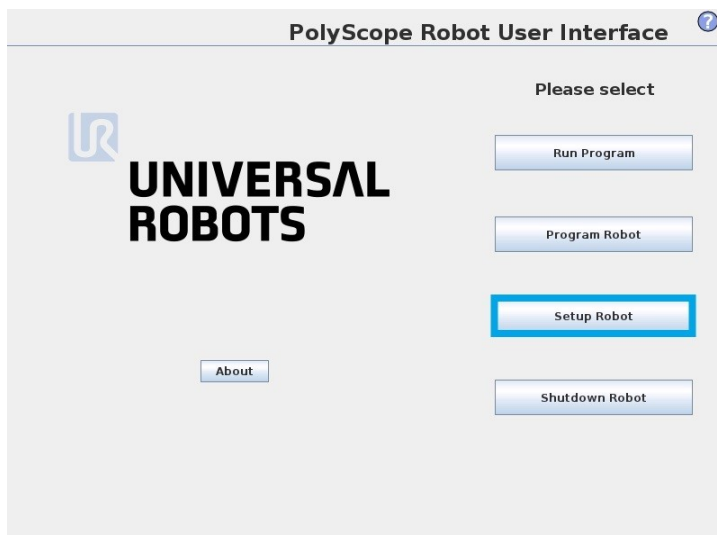 PolyScope Robot User Interface
?
Please select
UR
UNIVERSAL
ROBOTS
Run Program
Program Robot
Setup Robot
About
Shutdown Robot